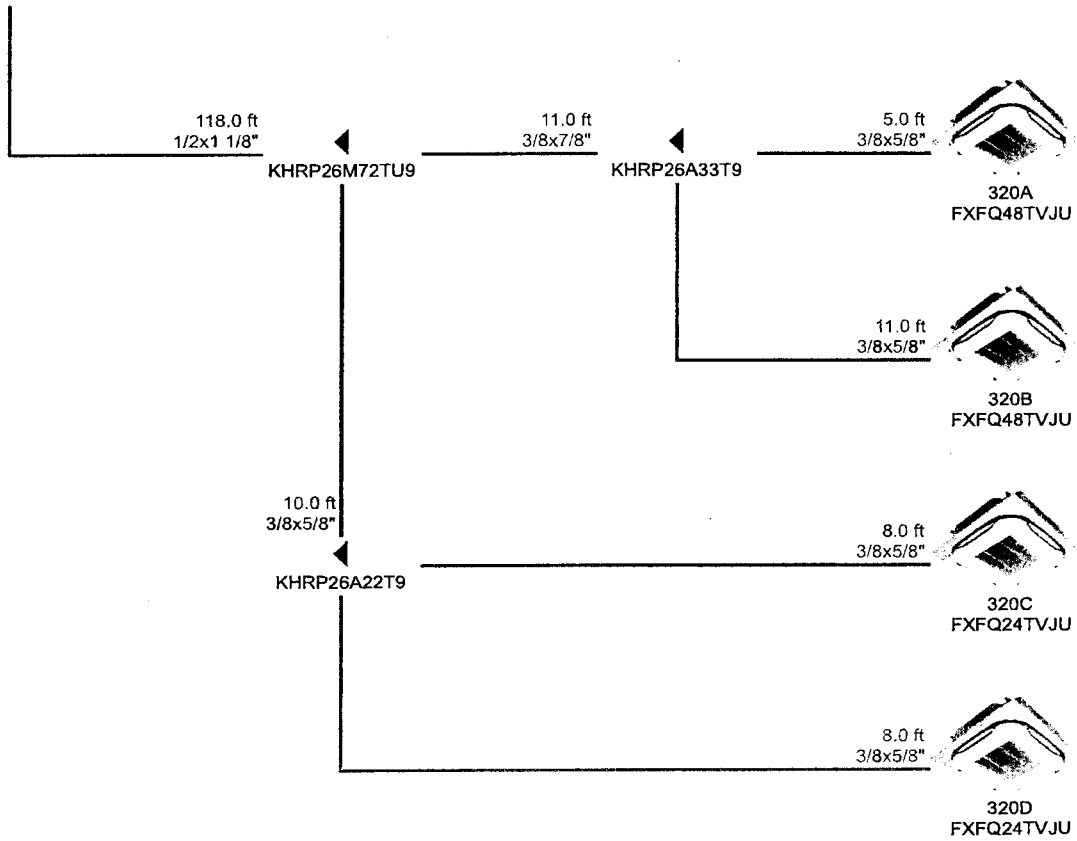 118.0 ft
1/2x1 1/8"
KHRP26M72TU9
11.0 ft
3/8x7/8"
KHRP26A33T9
5.0 ft
3/8x5/8"
320A
FXFQ48TVJU
11.0 ft
3/8x5/8"
320B
FXFQ48TVJU
10.0 ft
3/8x5/8"
KHRP26A22T9
8.0 ft
3/8x5/8"
320C
FXFQ24TVJU
8.0 ft
3/8x5/8"
320D
FXFQ24TVJU